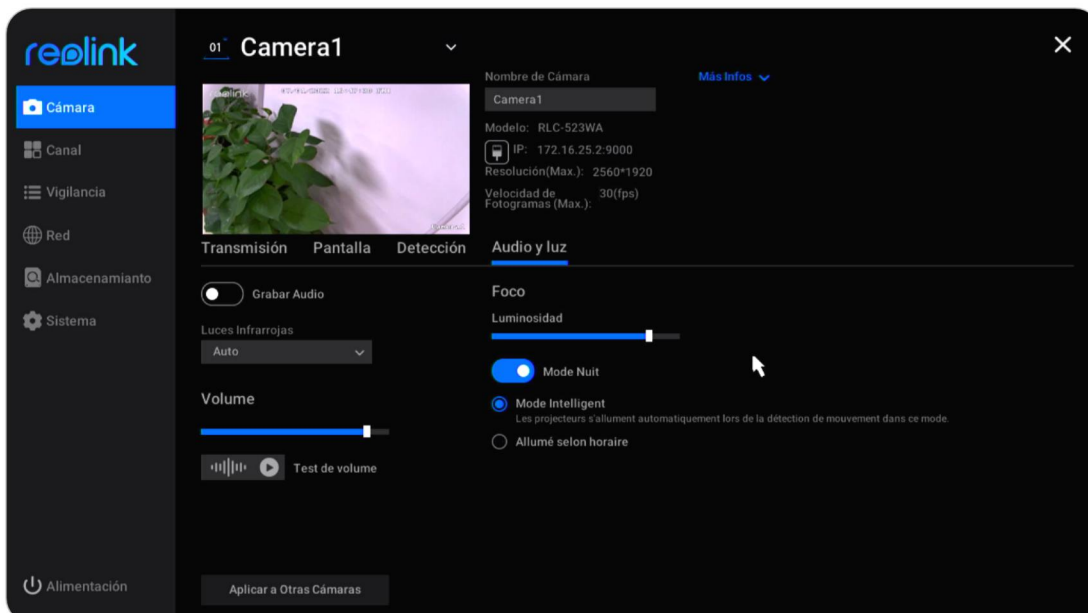 reolink
Cámara
Canal
Vigilancia
Red
Almacenamianto
Sistema
Alimentación
01 Camera1
reolink
Nombre de Cámara
Más Infos
Camera1
Modelo: RLC-523WA
IP: 172.16.25.2:9000
Resolución(Max.): 2560*1920
Velocidad de Fotogramas (Max.): 30(fps)
Transmisión Pantalla Detección Audio y luz
Grabar Audio
Luces Infrarrojas
Auto
Volume
Test de volume
Foco
Luminosidad
Mode Nuit
Mode Intelligent
Les projecteurs s'allument automatiquement lors de la détection de mouvement dans ce mode.
Allumé selon horaire
Aplicar a Otras Cámaras